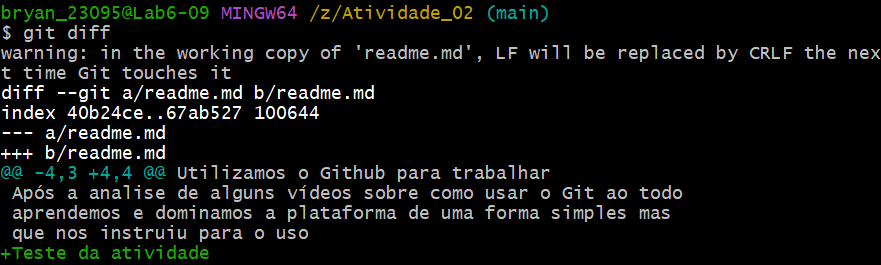 bryan_23095@Lab6-09 MINGW64 /z/Atividade_02 (main)
$ git diff
warning: in the working copy of 'readme.md', LF will be replaced by CRLF the nex
t time Git touches it
diff --git a/readme.md b/readme.md
index 40b24ce..67ab527 100644
--- a/readme.md
+++ b/readme.md
@@ -4,3 +4,4 @@ Utilizamos o Github para trabalhar
 Após a analise de alguns vídeos sobre como usar o Git ao todo
 aprendemos e dominamos a plataforma de uma forma simples mas
 que nos instruiu para o uso
+Teste da atividade